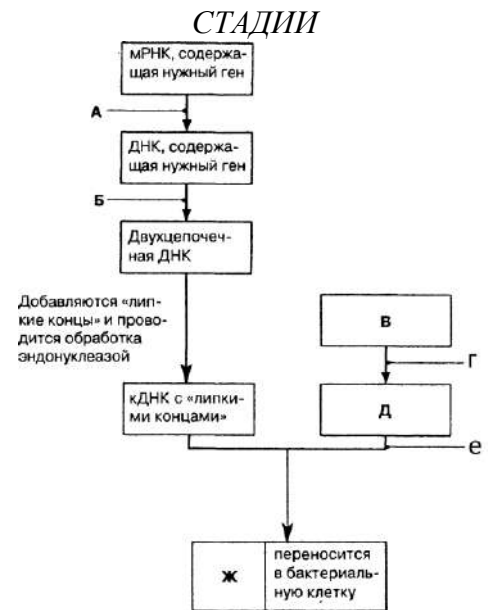 СТАДИИ
мРНК, содержа-
щая нужный ген
А
ДНК, содержа-
щая нужный ген
Б
Двухцепочеч-
ная ДНК
Добавляются «лип-
кие концы» и прово-
дится обработка
эндонуклеазой
В
Г
кДНК с «липки-
ми концами»
Д
е
Ж
переносится
в бактериаль-
ную клетку